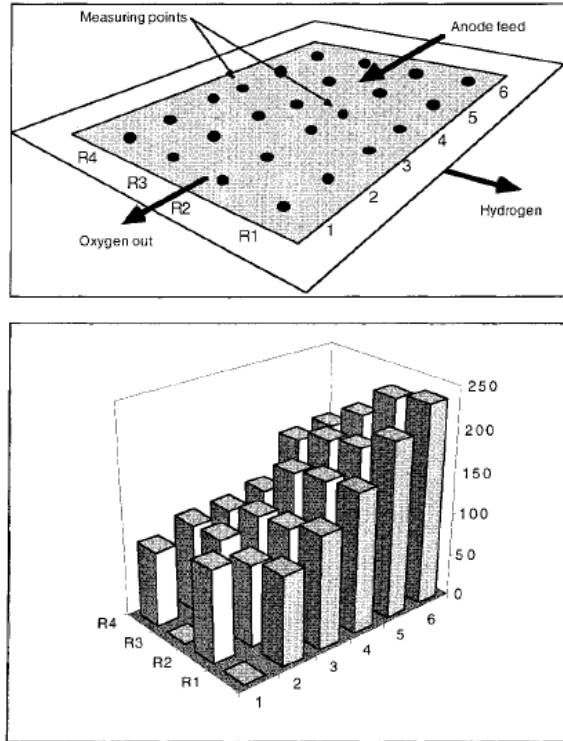 Measuring points
Anode feed
6
5
4
3
2
1
R4
R3
R2
R1
Oxygen out
Hydrogen
250
200
150
100
50
0
R4
R3
R2
R1
1
2
3
4
5
6